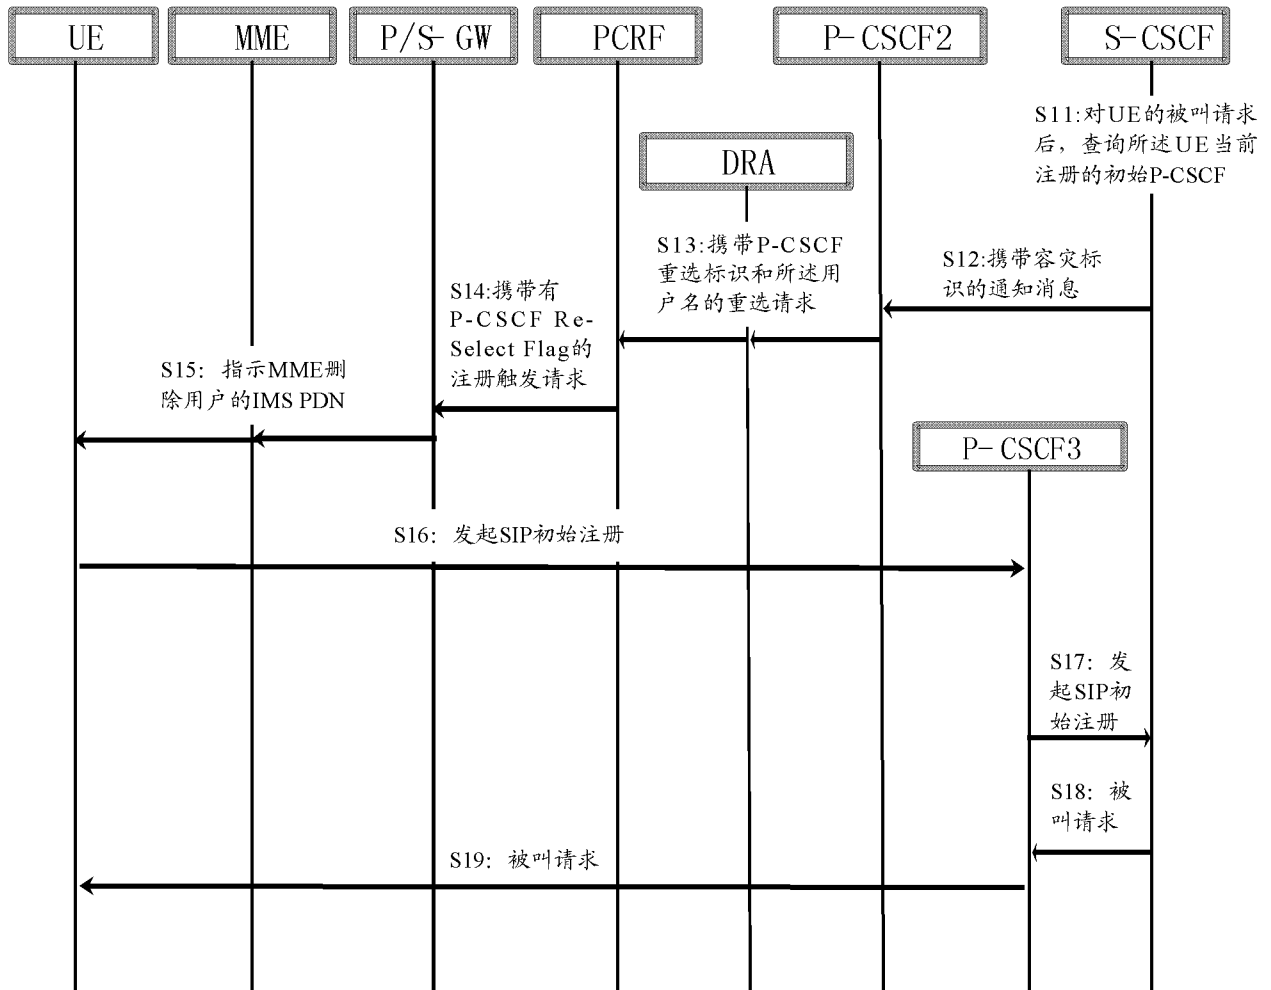 UE
MME
P/S-GW
PCRF
P-CSCF2
S-CSCF
S11:对UE的被叫请求
后，查询所述UE当前
注册的初始P-CSCF
DRA
S13:携带P-CSCF
重选标识和所述用
户名的重选请求
S12:携带容灾标
识的通知消息
S14:携带有
P-CSCF Re-
Select Flag的
注册触发请求
S15：指示MME删
除用户的IMS PDN
P-CSCF3
S16：发起SIP初始注册
S17：发
起SIP初
始注册
S18：被
叫请求
S19：被叫请求